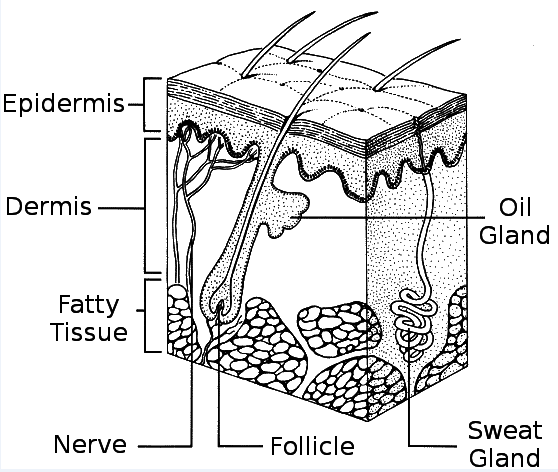 Epidermis
Dermis
Oil
Gland
Fatty
Tissue
Nerve
Follicle
Sweat
Gland